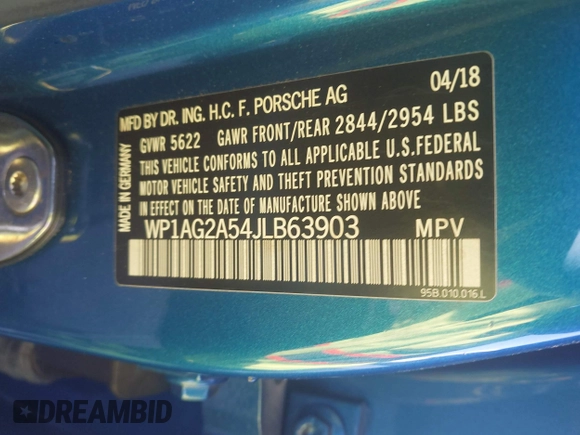 MFD BY DR. ING. H.C. F. PORSCHE AG 04/18
GVWR 5622 GAWR FRONT/REAR 2844/2954 LBS
THIS VEHICLE CONFORMS TO ALL APPLICABLE U.S.FEDERAL
MOTOR VEHICLE SAFETY AND THEFT PREVENTION STANDARDS
IN EFFECT ON THE DATE OF MANUFACTURE SHOWN ABOVE
MADE IN GERMANY
WP1AG2A54JLB63903 MPV
95B.010.016.L
DREAMBID